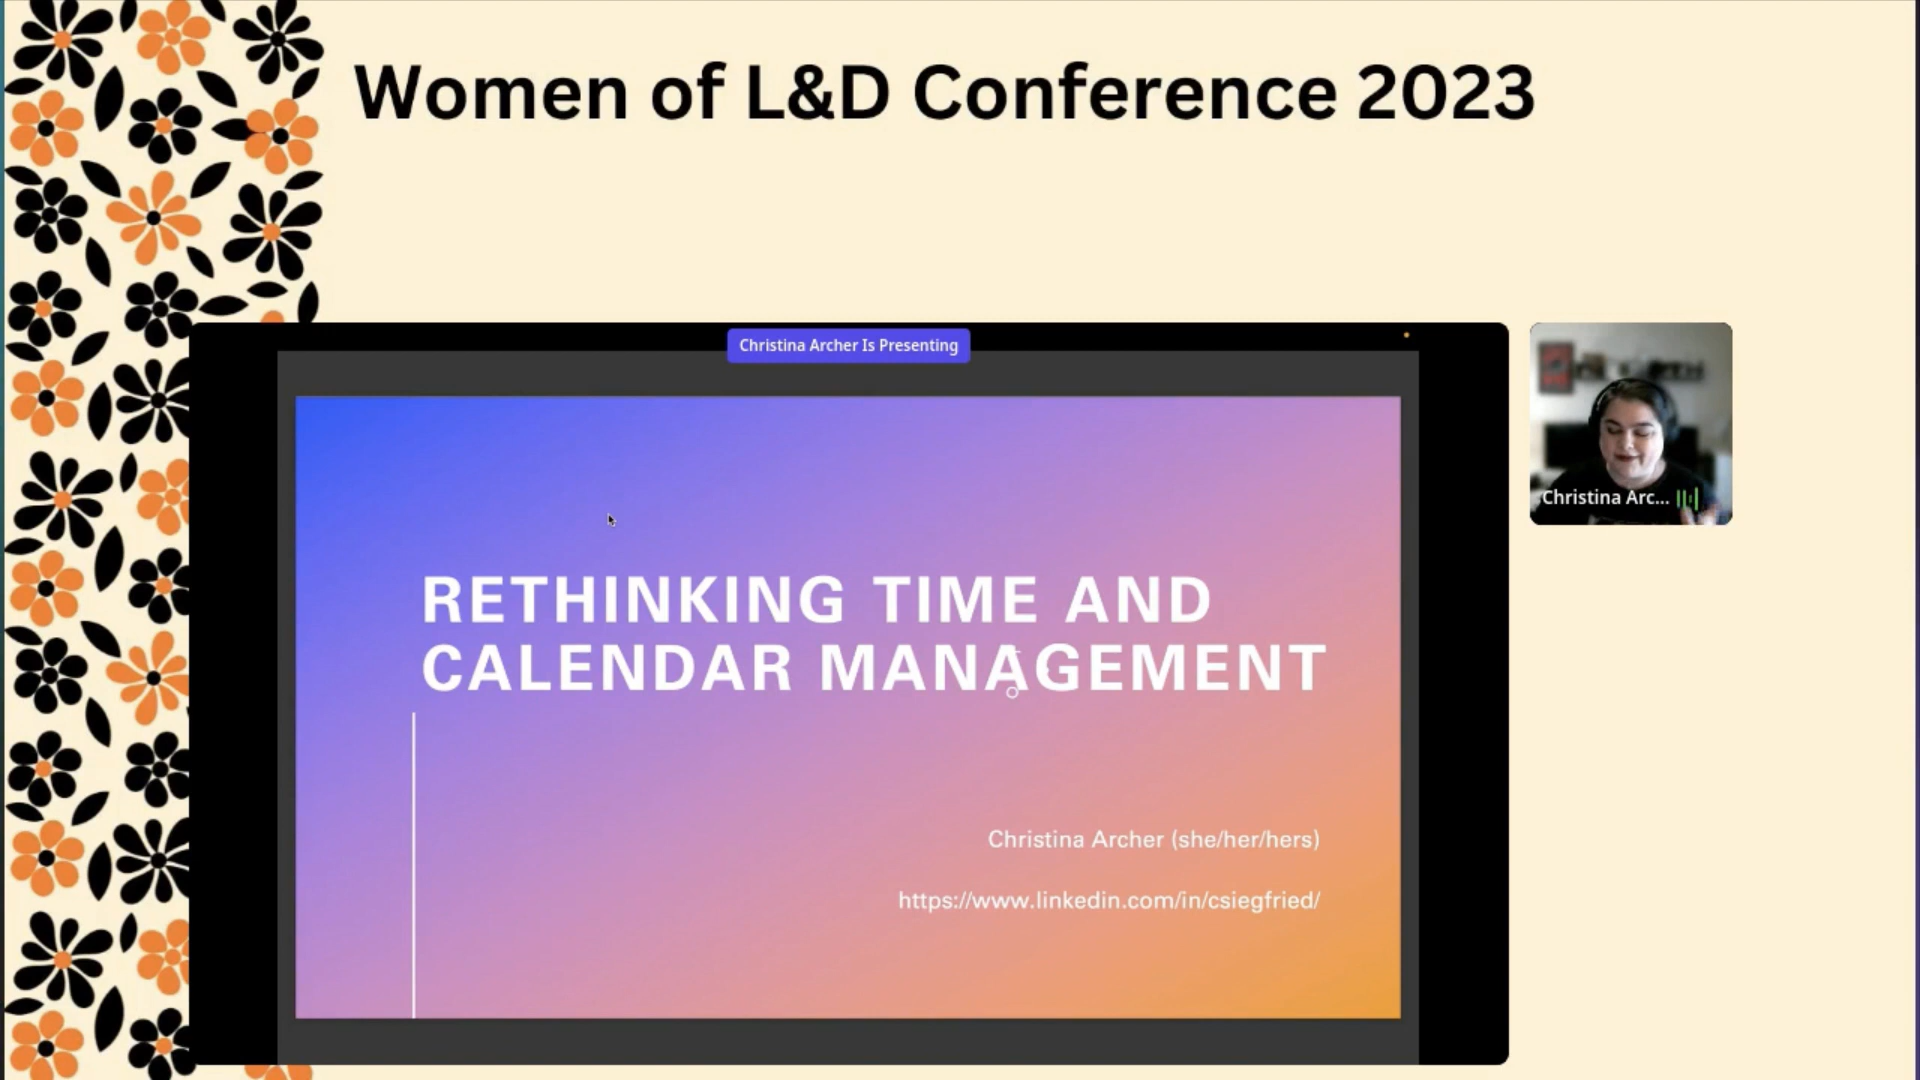 Women of L&D Conference 2023
Christina Archer Is Presenting
RETHINKING TIME AND
CALENDAR MANAGEMENT
Christina Archer (she/her/hers)
https://www.linkedin.com/in/csiegfried/
Christina Arc...